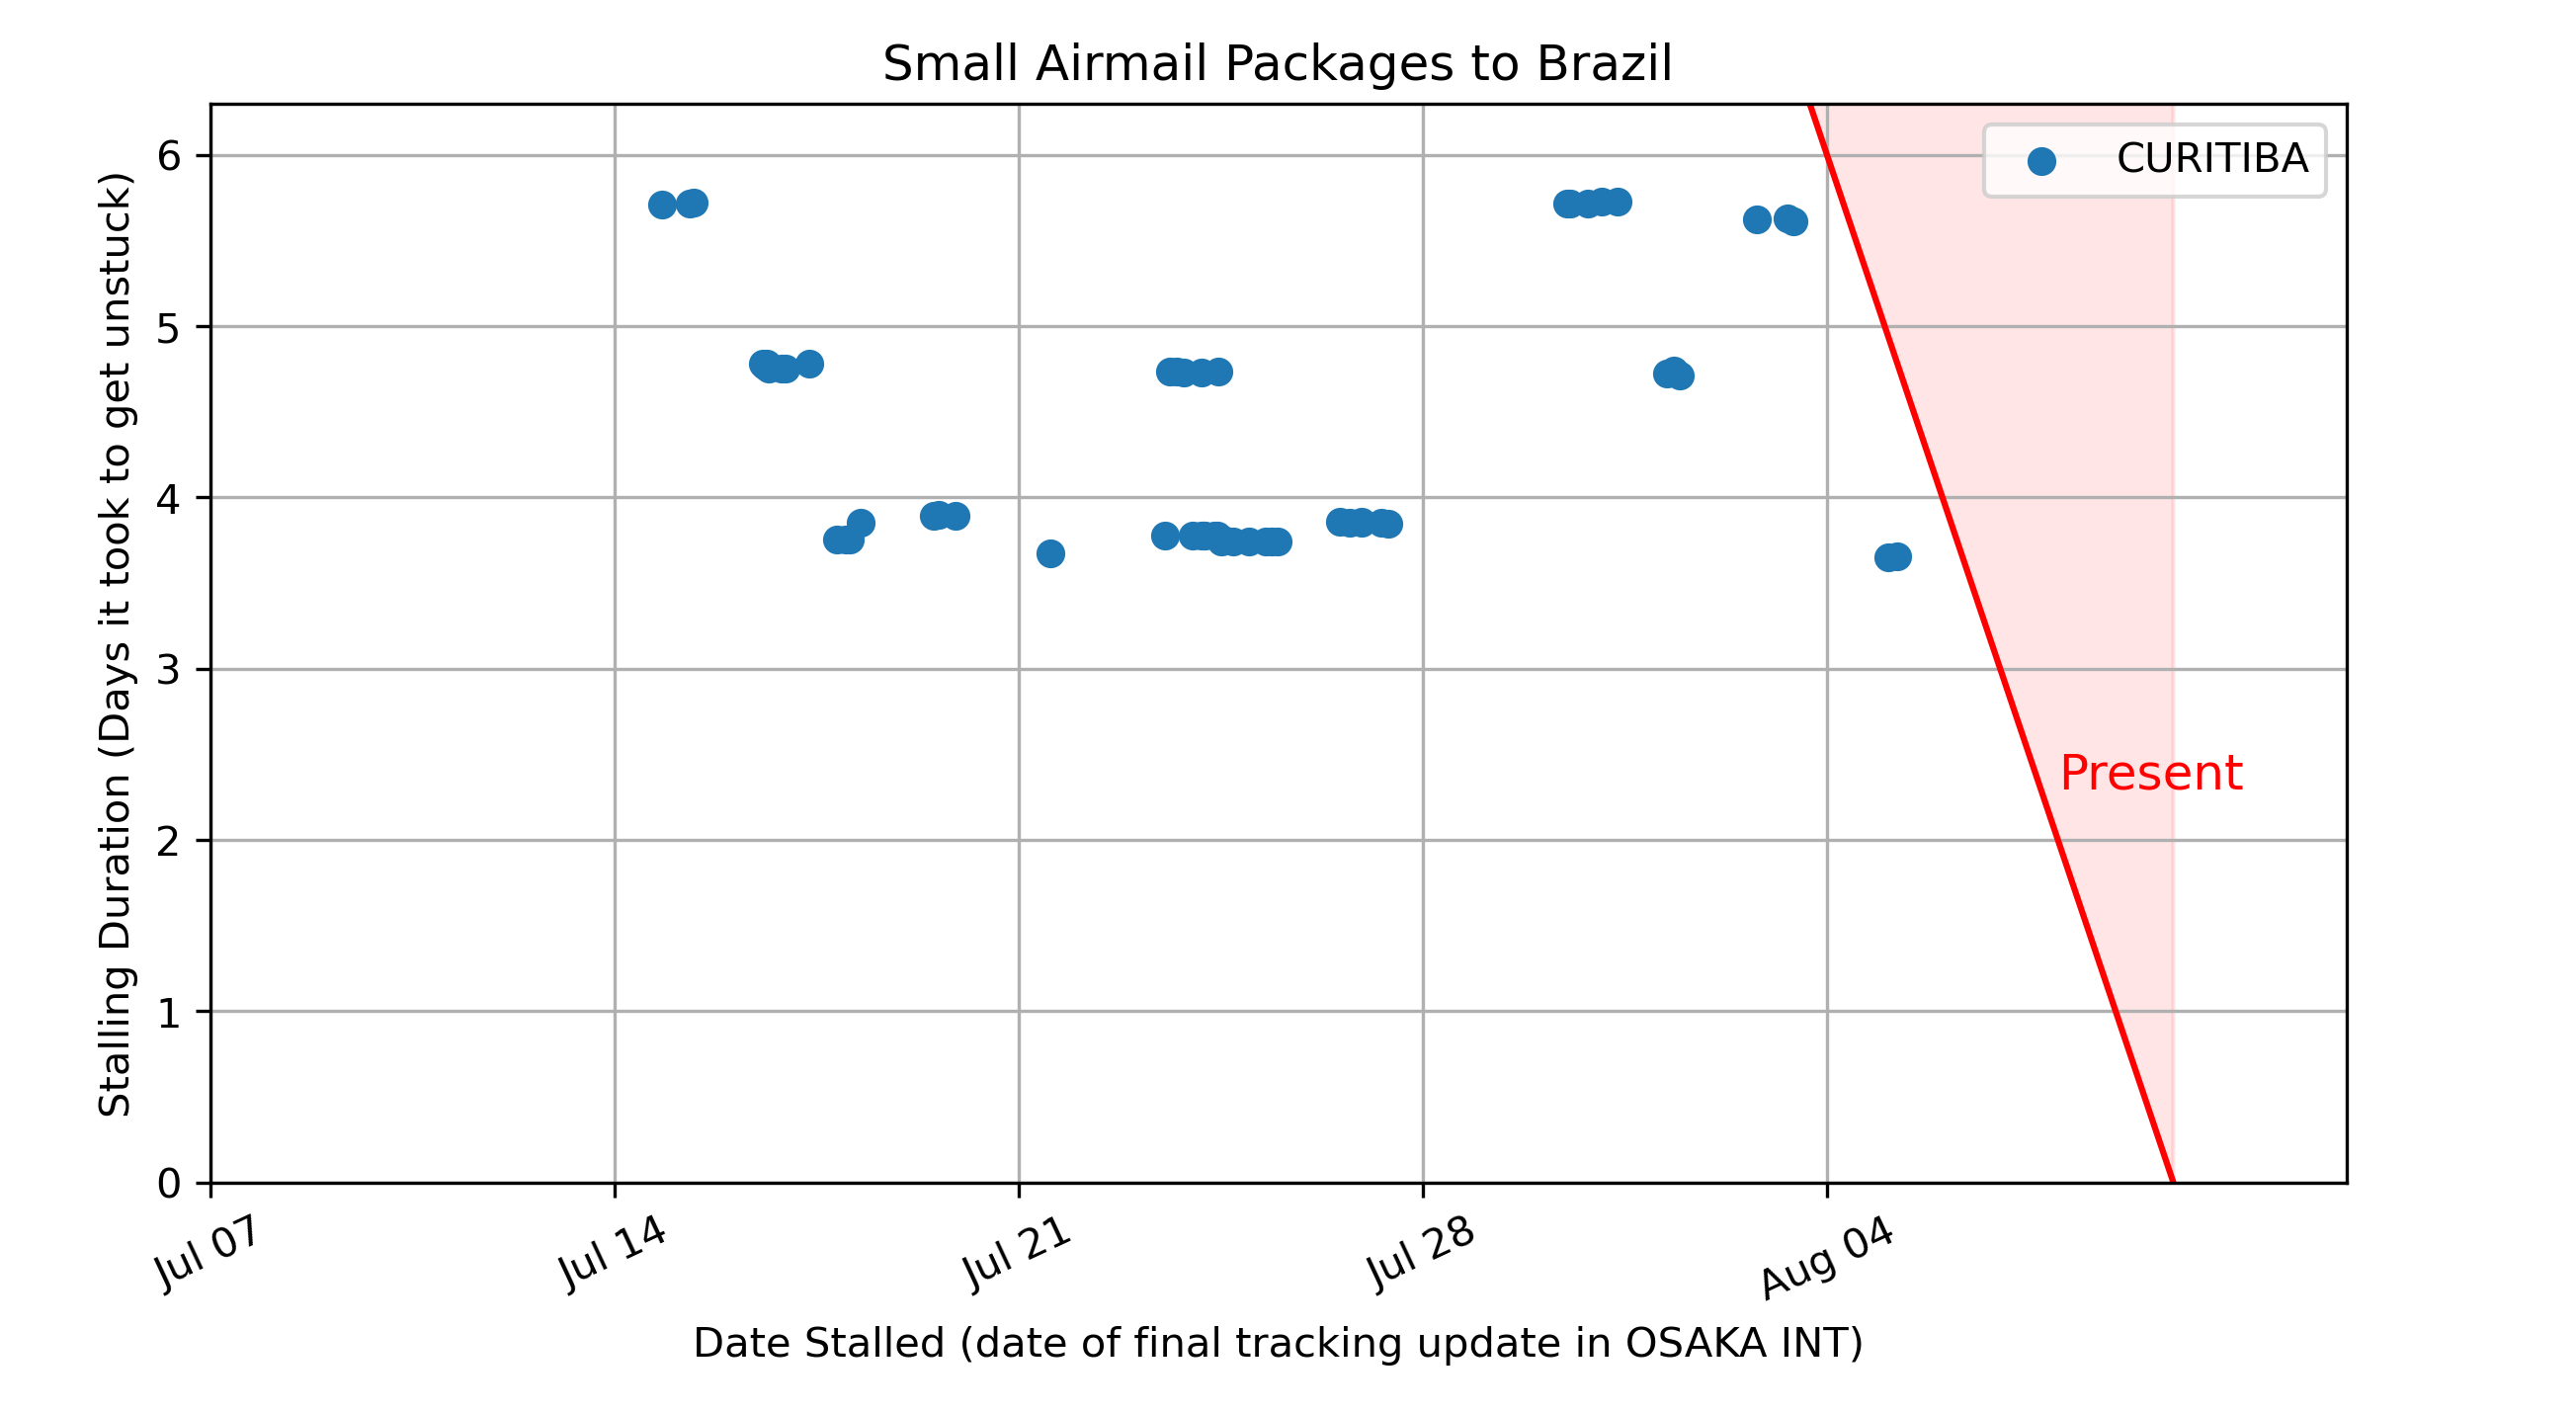 Small Airmail Packages to Brazil
CURITIBA
Stalling Duration (Days it took to get unstuck)
6
5
4
3
2
1
0
Present
Jul 07
Jul 14
Jul 21
Jul 28
Aug 04
Date Stalled (date of final tracking update in OSAKA INT)